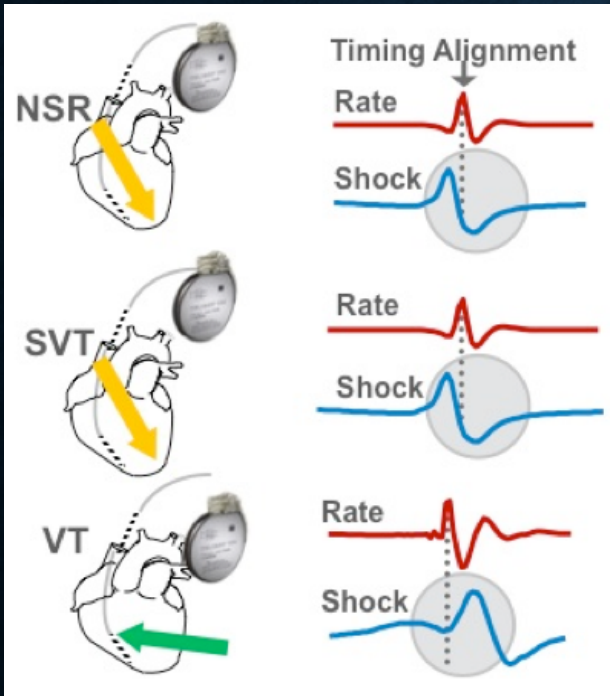 Timing Alignment
NSR
Rate
Shock
SVT
Rate
Shock
VT
Rate
Shock